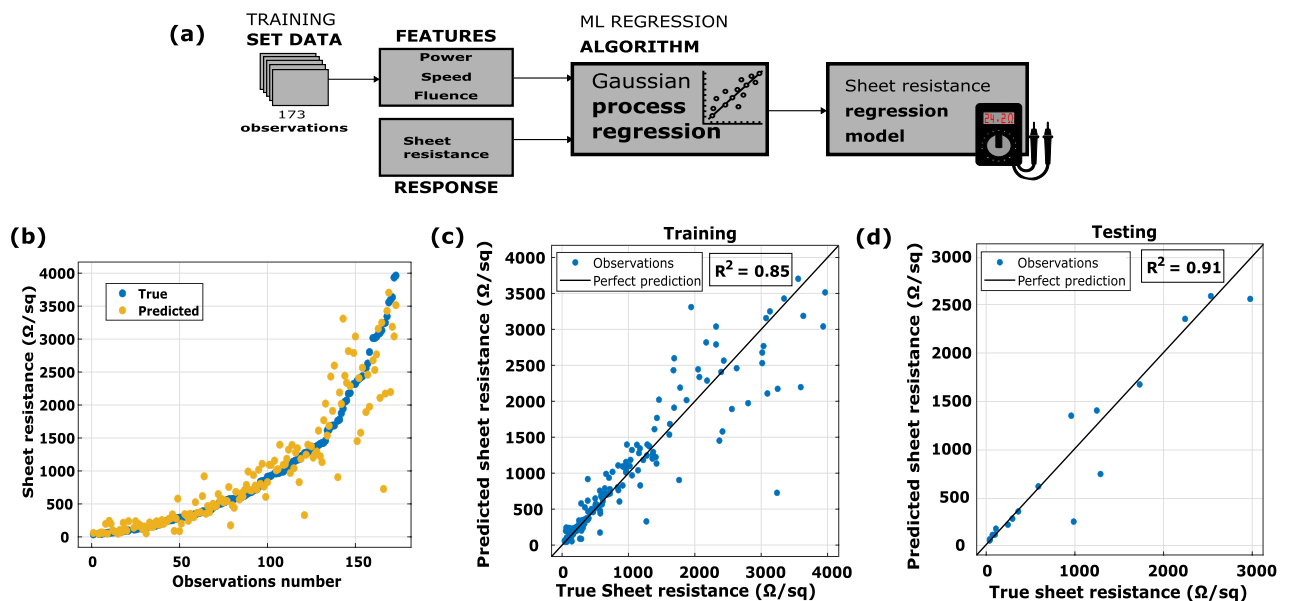 (a)
TRAINING
SET DATA
173
observations
FEATURES
Power
Speed
Fluence
Sheet
resistance
RESPONSE
ML REGRESSION
ALGORITHM
Gaussian
process
regression
Sheet resistance
regression
model
24.20
(b)
Sheet resistance (Ω/sq)
4000
3500
3000
2500
2000
1500
1000
500
0
True
Predicted
0
50
100
150
Observations number
(c)
Training
Predicted sheet resistance (Ω/sq)
4000
3500
3000
2500
2000
1500
1000
500
0
Observations
Perfect prediction
R² = 0.85
0
1000
2000
3000
4000
True Sheet resistance (Ω/sq)
(d)
Testing
Predicted sheet resistance (Ω/sq)
3000
2500
2000
1500
1000
500
0
Observations
Perfect prediction
R² = 0.91
0
1000
2000
3000
True sheet resistance (Ω/sq)